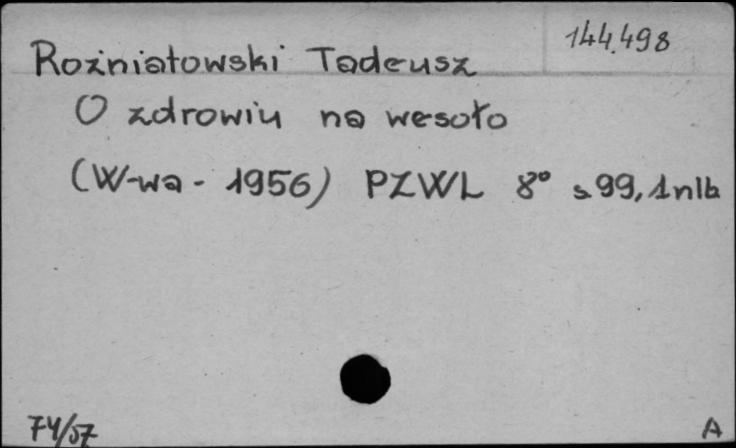 144.498
Rożniatowski Tadeusz
O zdrowiu na wesoło
(W-wa - 1956) PZWL 8° s 99, 1nlb
74/57
A